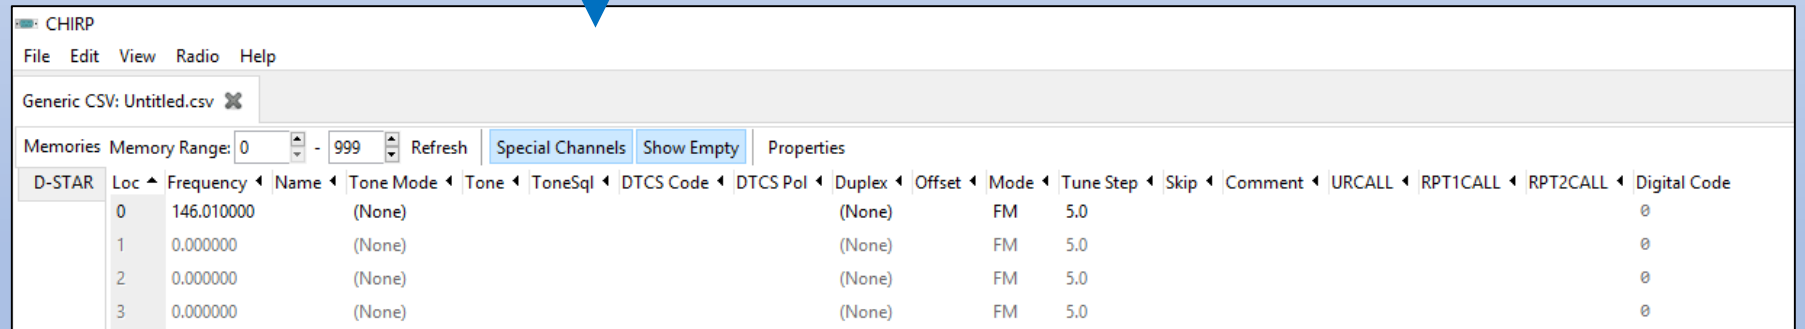 CHIRP
File Edit View Radio Help
Generic CSV: Untitled.csv
Memories Memory Range: 0 - 999 Refresh Special Channels Show Empty Properties
D-STAR Loc Frequency Name Tone Mode Tone ToneSql DTCS Code DTCS Pol Duplex Offset Mode Tune Step Skip Comment URCALL RPT1CALL RPT2CALL Digital Code
0 146.010000 (None) (None) FM 5.0 0
1 0.000000 (None) (None) FM 5.0 0
2 0.000000 (None) (None) FM 5.0 0
3 0.000000 (None) (None) FM 5.0 0